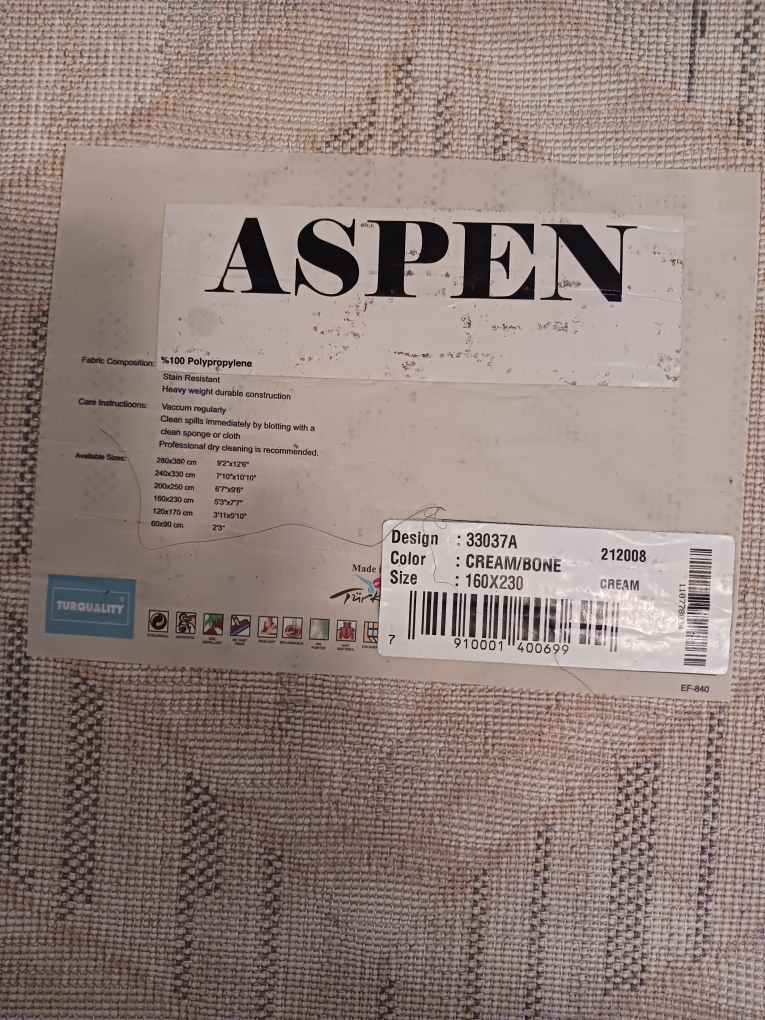 ASPEN
Fabric Composition: %100 Polypropylene
Stain Resistant
Heavy weight durable construction
Care Instructions: Vaccum regularly
Clean spills immediately by blotting with a
clean sponge or cloth
Professional dry cleaning is recommended.
Available Sizes: 280x380 cm 9'2"x12'6"
240x330 cm 7'10"x10'10"
200x250 cm 6'7"x9'6"
160x230 cm 5'3"x7'7"
120x170 cm 3'11x5'10"
60x90 cm 2'3"
Design : 33037A 212008
Color : CREAM/BONE
Size : 160X230 CREAM
7 910001 400699
Made
TURQUALITY
EF-840